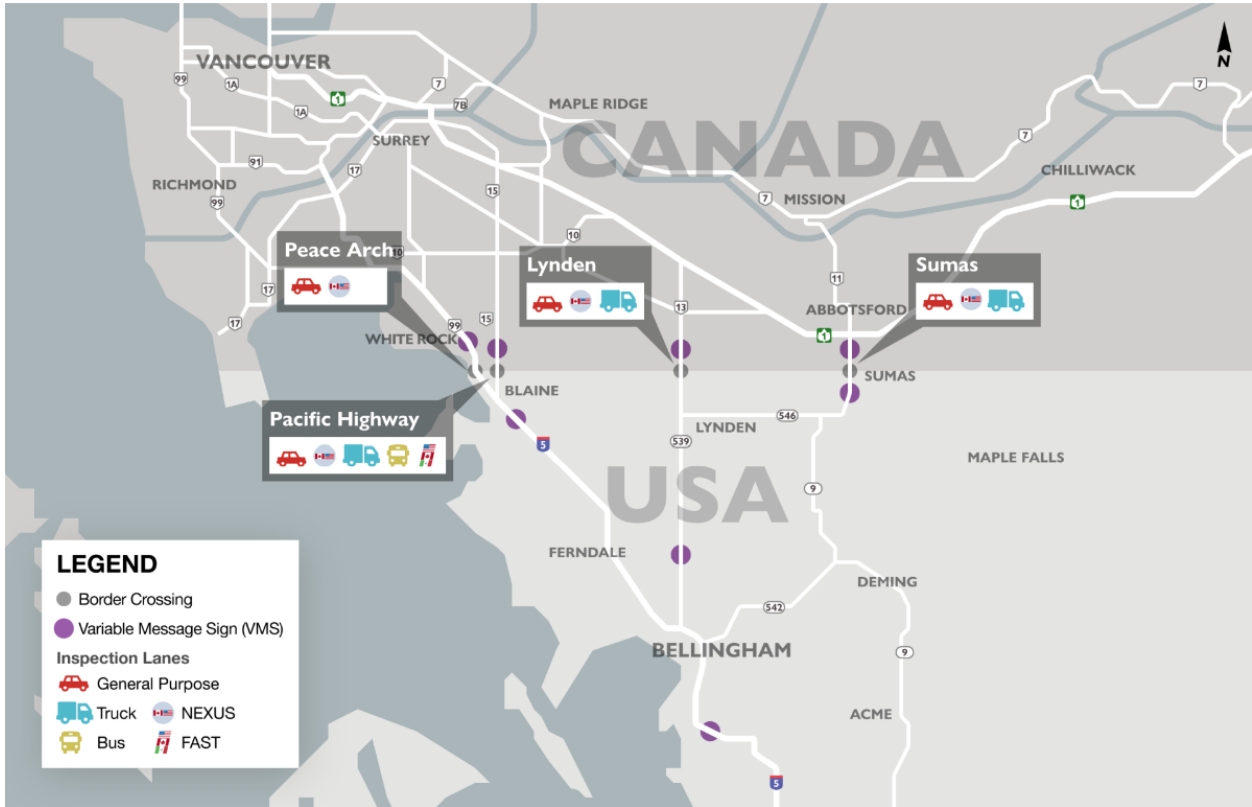 N
VANCOUVER
99
1A
1
7
7B
1A
MAPLE RIDGE
7
CANADA
7
SURREY
91
17
RICHMOND
15
99
7
MISSION
CHILLIWACK
1
10
Peace Arch
10
Lynden
Sumas
11
17
13
ABBOTSFORD
17
99
15
WHITE ROCK
1
SUMAS
BLAINE
Pacific Highway
5
LYNDEN
546
539
MAPLE FALLS
USA
9
FERNDALE
DEMING
542
BELLINGHAM
9
ACME
5
LEGEND
Border Crossing
Variable Message Sign (VMS)
Inspection Lanes
General Purpose
Truck
NEXUS
Bus
FAST